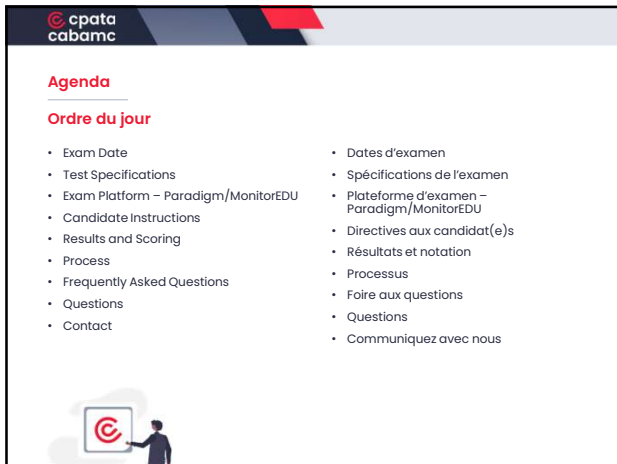 cpata
cabamc
Agenda
Ordre du jour
• Exam Date
• Test Specifications
• Exam Platform – Paradigm/MonitorEDU
• Candidate Instructions
• Results and Scoring
• Process
• Frequently Asked Questions
• Questions
• Contact
• Dates d’examen
• Spécifications de l’examen
• Plateforme d’examen –
Paradigm/MonitorEDU
• Directives aux candidat(e)s
• Résultats et notation
• Processus
• Foire aux questions
• Questions
• Communiquez avec nous